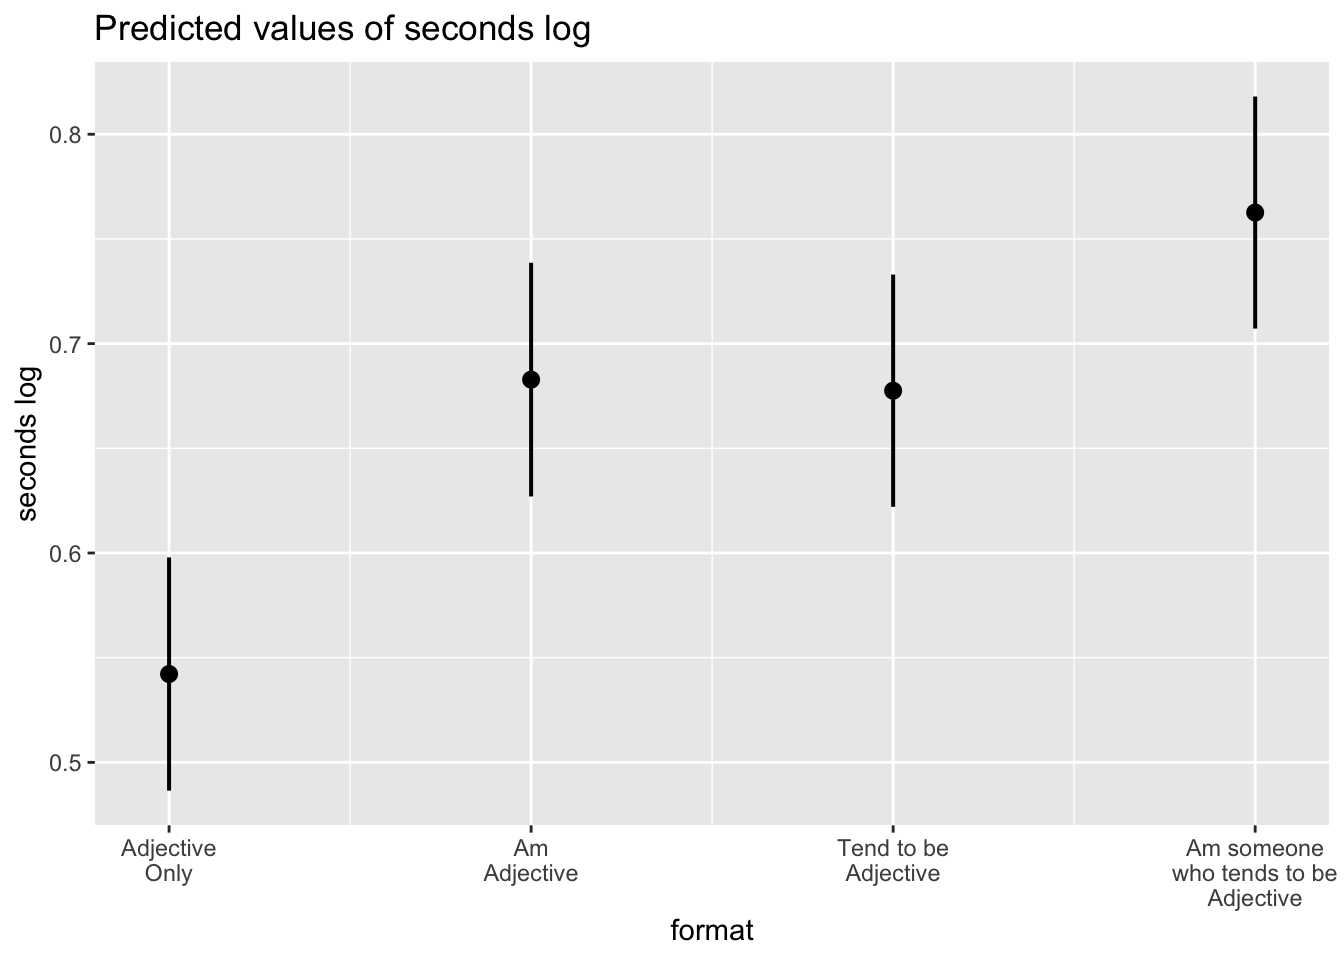 Predicted values of seconds log
seconds log
0.8
0.7
0.6
0.5
Adjective
Only
Am
Adjective
Tend to be
Adjective
Am someone
who tends to be
Adjective
format